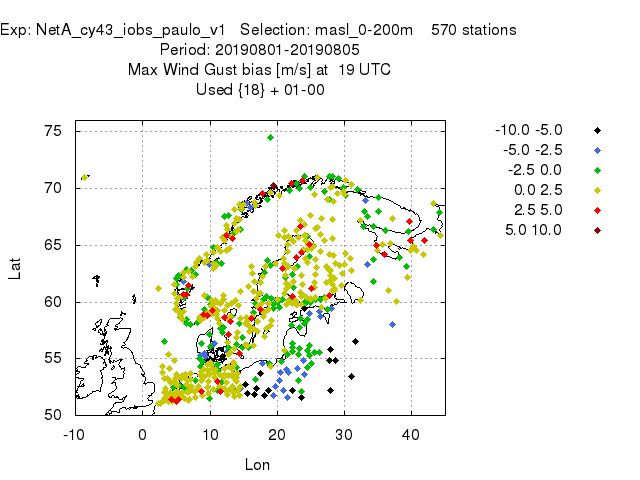 Exp: NetA_cy43_iobs_paulo_v1 Selection: masl_0-200m 570 stations
Period: 20190801-20190805
Max Wind Gust bias [m/s] at 19 UTC
Used {18} + 01-00
-10.0 -5.0
-5.0 -2.5
-2.5 0.0
0.0 2.5
2.5 5.0
5.0 10.0
75
70
65
60
55
50
Lat
-10 0 10 20 30 40
Lon